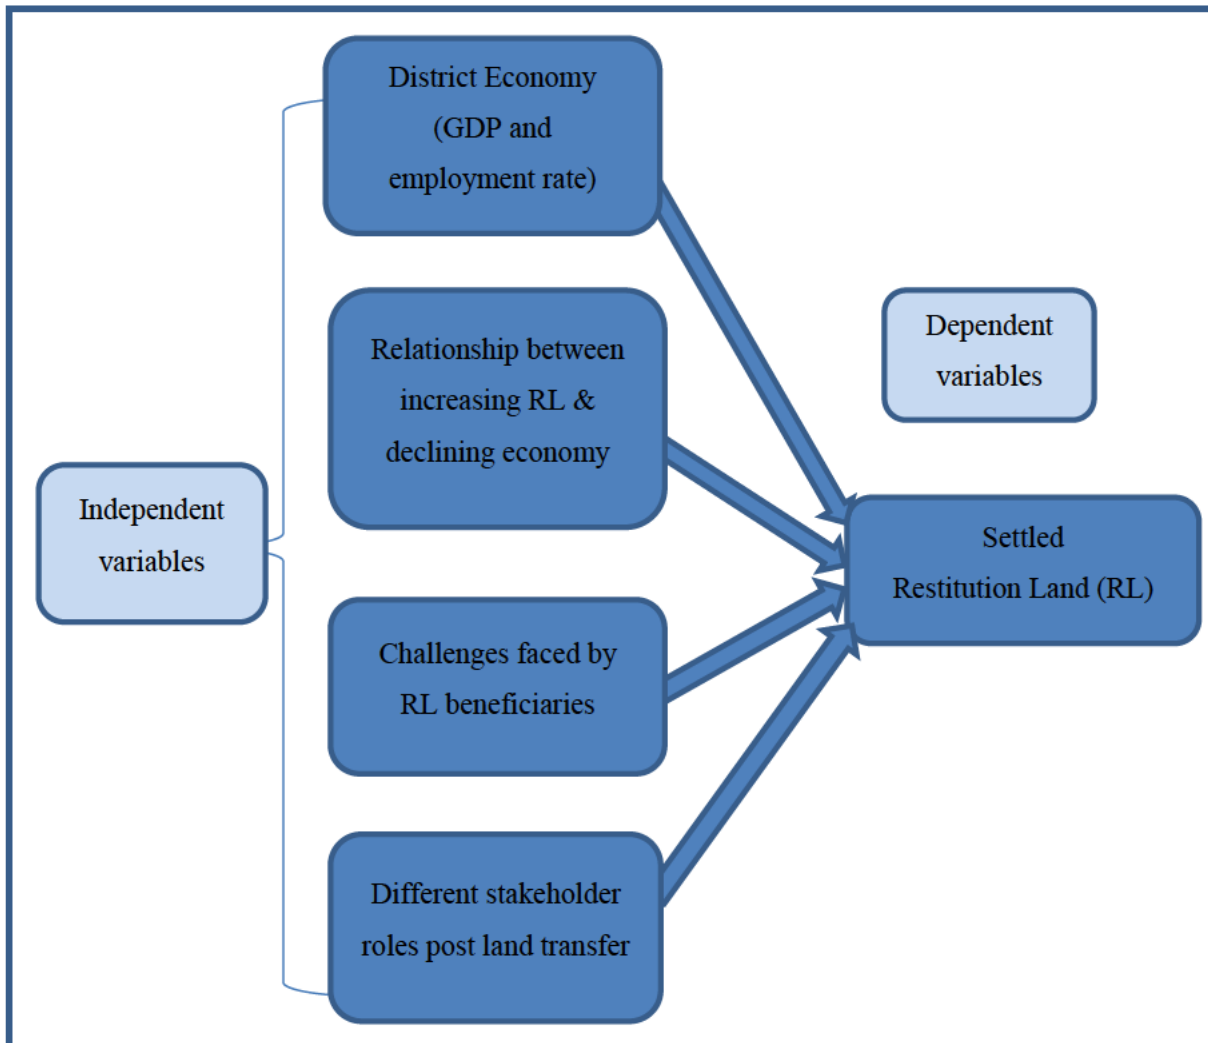 District Economy
(GDP and
employment rate)
Relationship between
increasing RL &
declining economy
Dependent
variables
Independent
variables
Settled
Restitution Land (RL)
Challenges faced by
RL beneficiaries
Different stakeholder
roles post land transfer